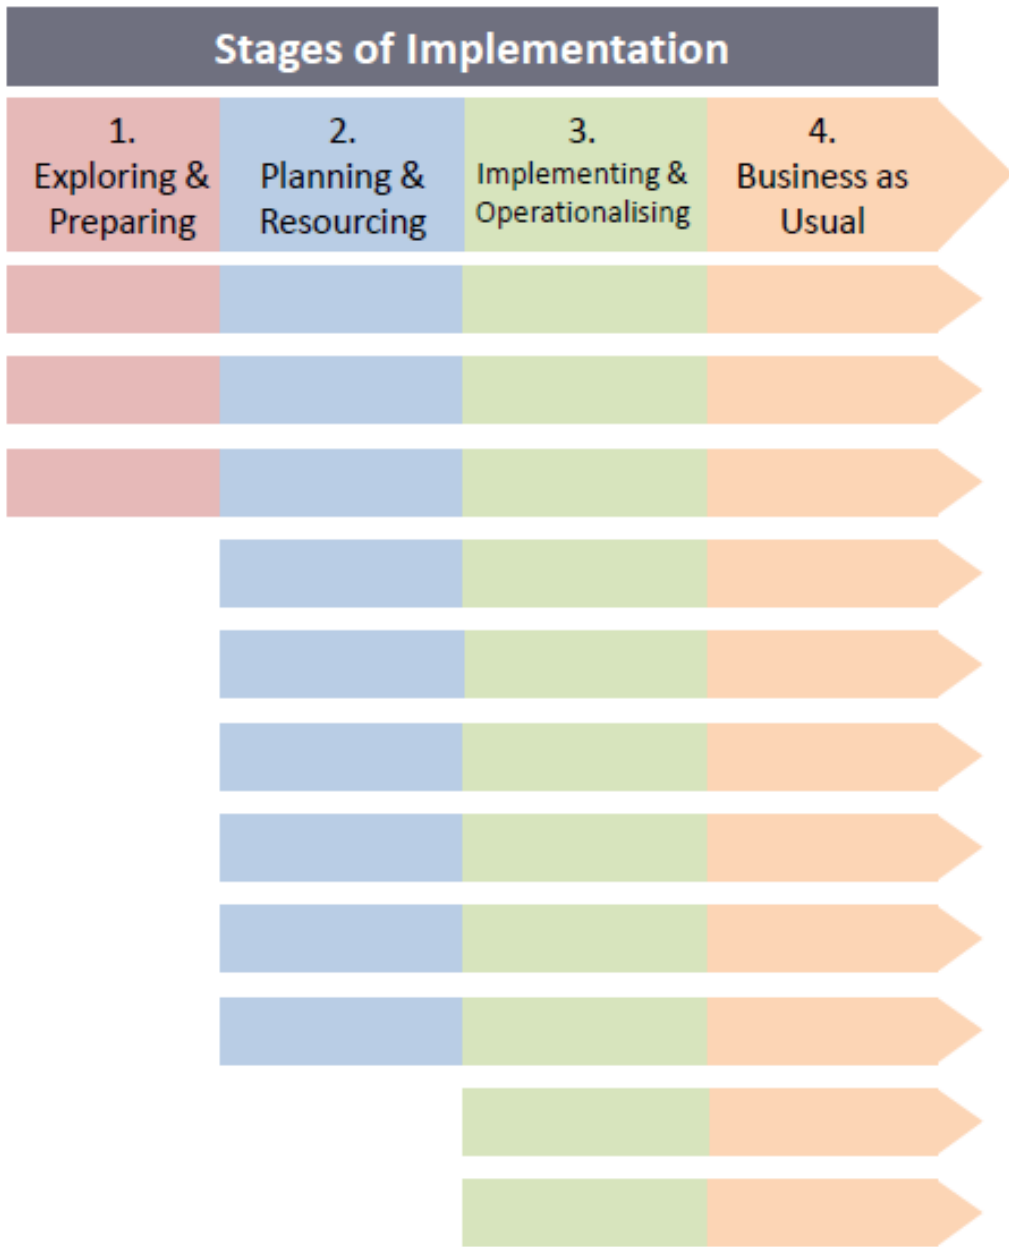 Stages of Implementation
1.
Exploring &
Preparing
2.
Planning &
Resourcing
3.
Implementing &
Operationalising
4.
Business as
Usual